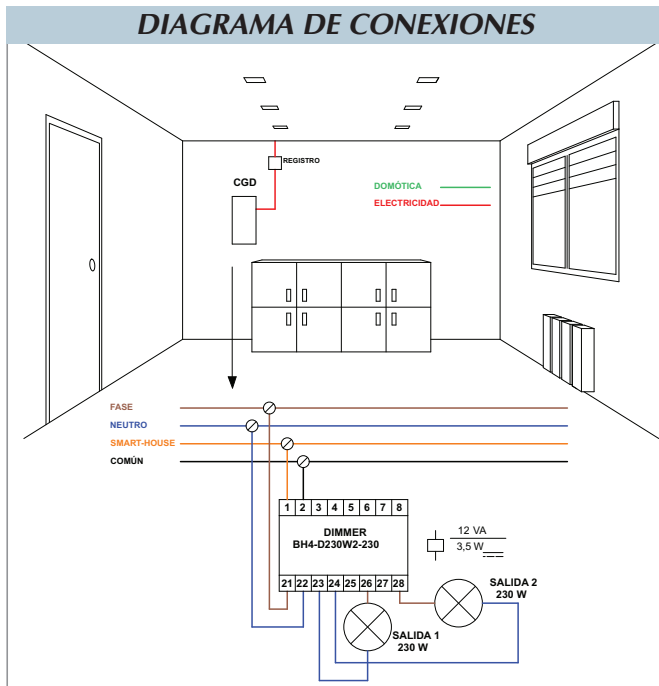 DIAGRAMA DE CONEXIONES
REGISTRO
CGD
DOMÓTICA
ELECTRICIDAD
FASE
NEUTRO
SMART-HOUSE
COMÚN
1 2 3 4 5 6 7 8
DIMMER
BH4-D230W2-230
12 VA
3,5 W
21 22 23 24 25 26 27 28
SALIDA 2
230 W
SALIDA 1
230 W